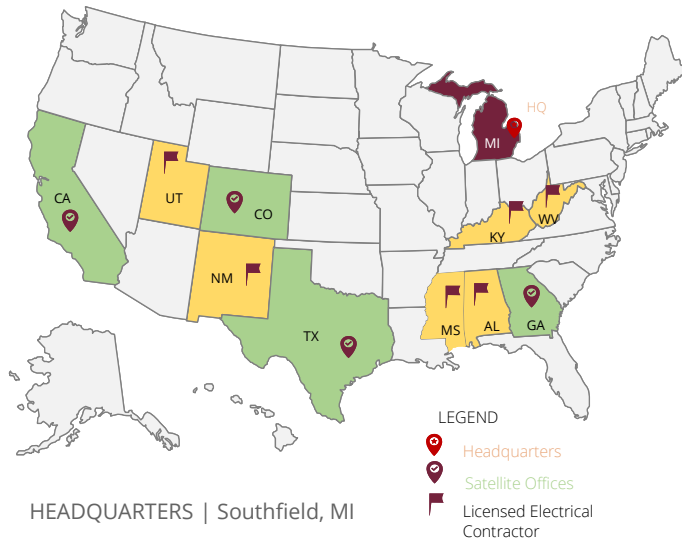 HQ
MI
CA
UT
CO
WV
KY
NM
MS
AL
GA
TX
LEGEND
Headquarters
Satellite Offices
Licensed Electrical
Contractor
HEADQUARTERS | Southfield, MI